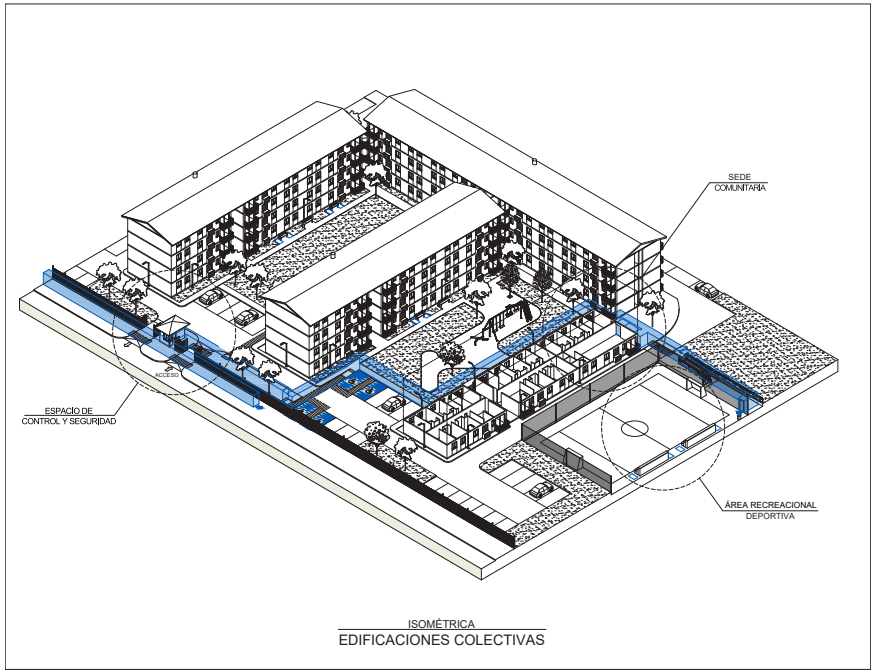 SEDE
COMUNITARIA
ACCESO
ESPACIO DE
CONTROL Y SEGURIDAD
ÁREA RECREACIONAL
DEPORTIVA
ISOMÉTRICA
EDIFICACIONES COLECTIVAS